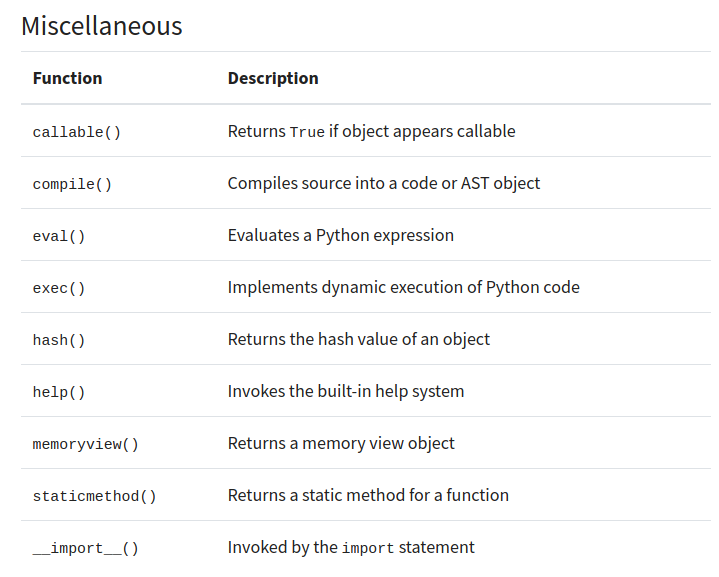 Miscellaneous
Function Description
callable() Returns True if object appears callable
compile() Compiles source into a code or AST object
eval() Evaluates a Python expression
exec() Implements dynamic execution of Python code
hash() Returns the hash value of an object
help() Invokes the built-in help system
memoryview() Returns a memory view object
staticmethod() Returns a static method for a function
__import__() Invoked by the import statement